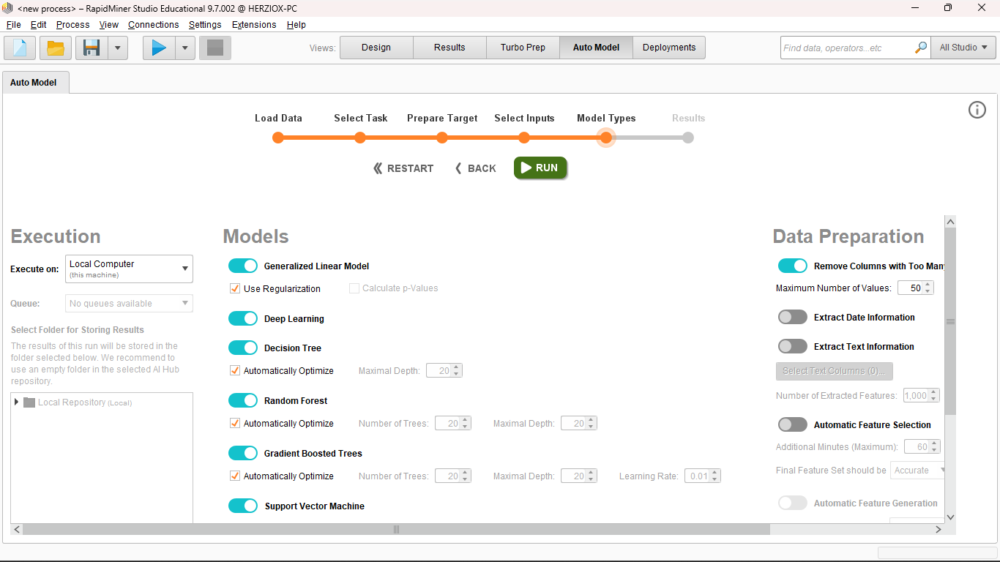 <new process> – RapidMiner Studio Educational 9.7.002 @ HERZIOX-PC
File Edit Process View Connections Settings Extensions Help
Views: Design Results Turbo Prep Auto Model Deployments Find data, operators...etc All Studio
Auto Model
Load Data Select Task Prepare Target Select Inputs Model Types Results
RESTART BACK RUN
Execution
Execute on: Local Computer
(this machine)
Queue: No queues available
Select Folder for Storing Results
The results of this run will be stored in the
folder selected below. We recommend to
use an empty folder in the selected AI Hub
repository.
Local Repository (Local)
Models
Generalized Linear Model
Use Regularization Calculate p-Values
Deep Learning
Decision Tree
Automatically Optimize Maximal Depth: 20
Random Forest
Automatically Optimize Number of Trees: 20 Maximal Depth: 20
Gradient Boosted Trees
Automatically Optimize Number of Trees: 20 Maximal Depth: 20 Learning Rate: 0.01
Support Vector Machine
Data Preparation
Remove Columns with Too Many
Maximum Number of Values: 50
Extract Date Information
Extract Text Information
Select Text Columns (0)...
Number of Extracted Features: 1,000
Automatic Feature Selection
Additional Minutes (Maximum): 60
Final Feature Set should be Accurate
Automatic Feature Generation